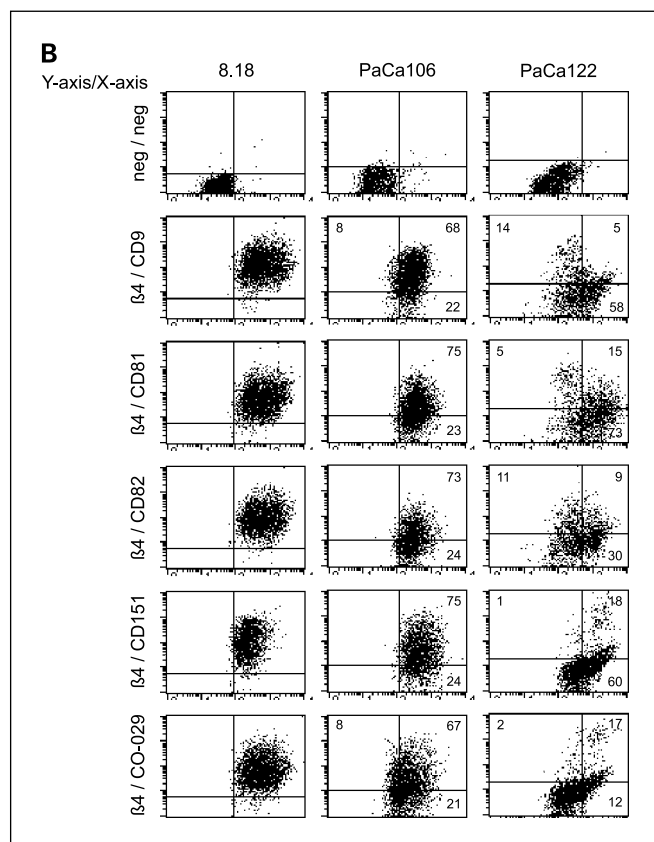 B
Y-axis/X-axis
8.18 PaCa106 PaCa122
neg / neg
ß4 / CD9
8 68
22
14 5
58
ß4 / CD81
75
23
5 15
73
ß4 / CD82
73
24
11 9
30
ß4 / CD151
75
24
1 18
60
ß4 / CO-029
8 67
21
2 17
12